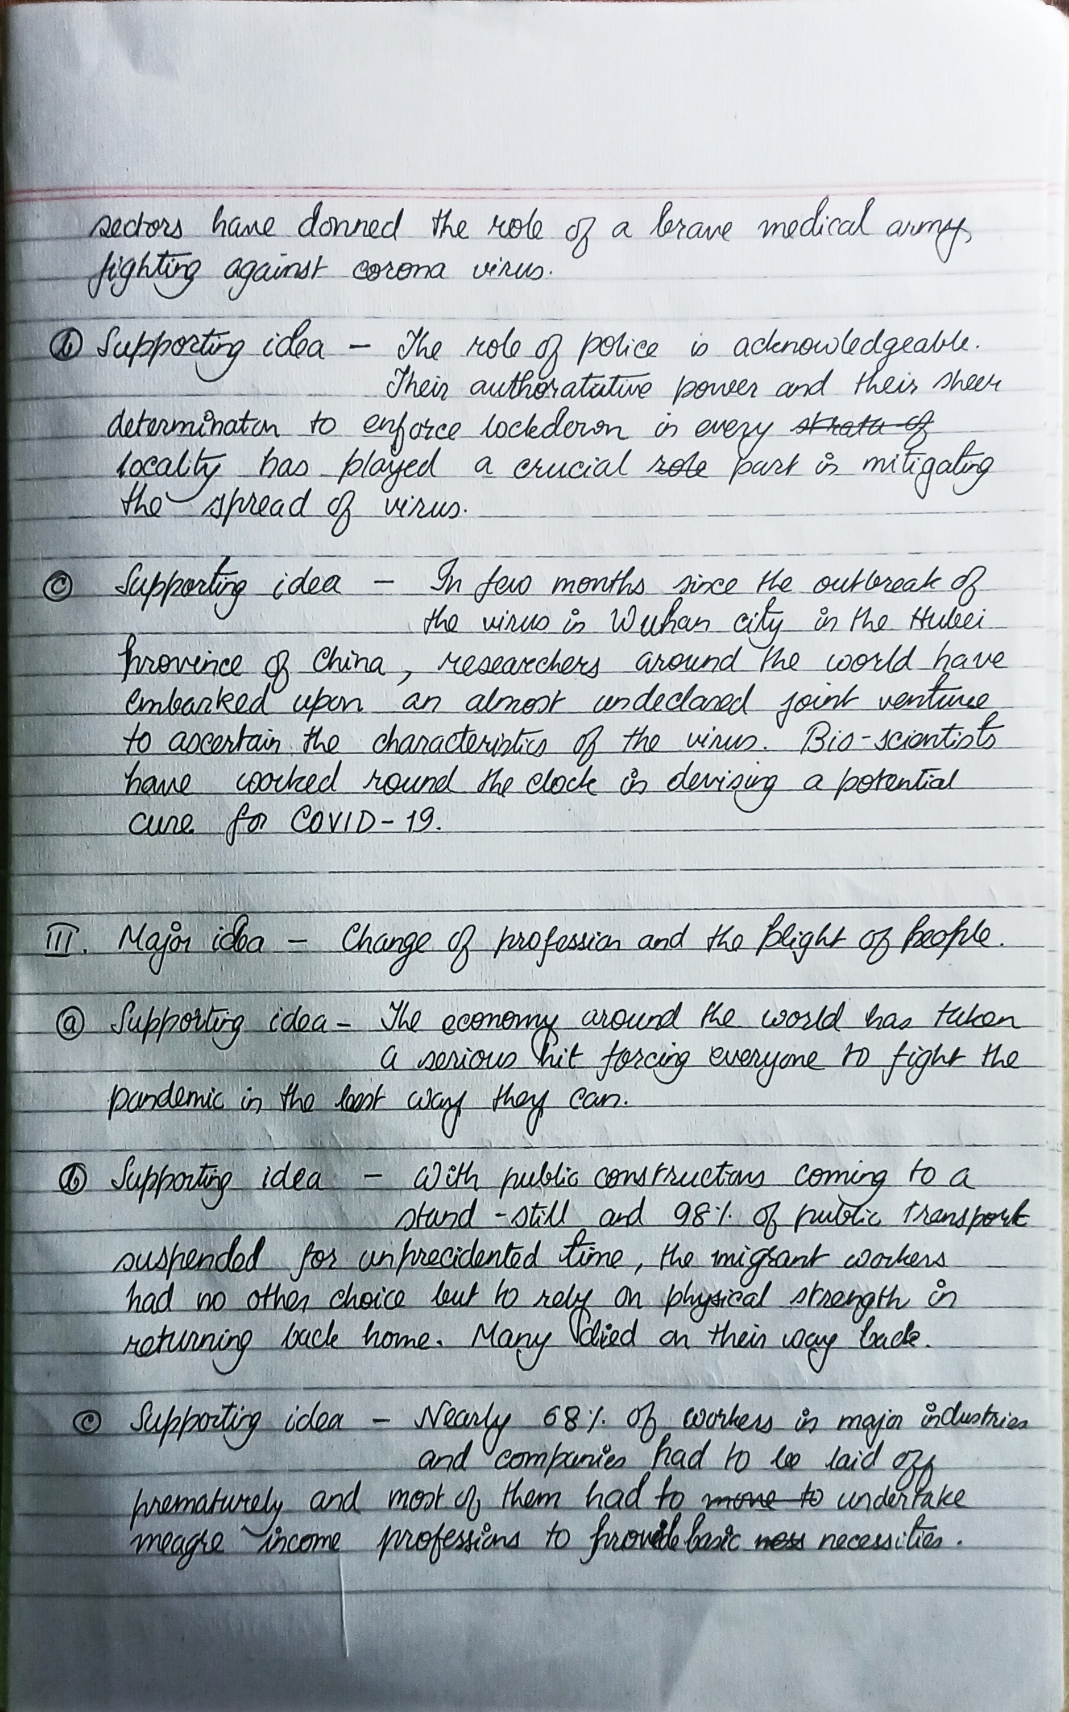 sectors have donned the role of a brave medical army,
fighting against corona virus.
ⓑ Supporting idea - The role of police is acknowledgeable.
Their authoratative power and their sheer
determination to enforce lockdown in every strata of
locality has played a crucial role part in mitigating
the spread of virus.
ⓒ Supporting idea - In few months since the outbreak of
the virus in Wuhan city in the Hubei
province of China, researchers around the world have
embarked upon an almost undeclared joint venture
to ascertain the characteristics of the virus. Bio-scientists
have worked round the clock in devising a potential
cure for COVID-19.
III. Major idea - Change of profession and the plight of people.
ⓐ Supporting idea - The economy around the world has taken
a serious hit forcing everyone to fight the
pandemic in the best way they can.
ⓑ Supporting idea - With public constructions coming to a
stand-still and 98% of public transport
suspended for unprecidented time, the migrant workers
had no other choice but to rely on physical strength in
returning back home. Many died on their way back.
ⓒ Supporting idea - Nearly 68% of workers in major industries
and companies had to be laid off
prematurely and most of them had to move to undertake
meagre income professions to provide basic ness necessities.